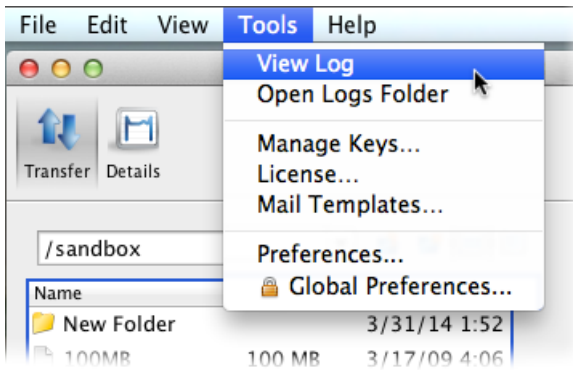 File Edit View Tools Help
View Log
Open Logs Folder
Manage Keys...
License...
Mail Templates...
Preferences...
Global Preferences...
Transfer Details
/sandbox
Name
New Folder 3/31/14 1:52
100MB 100 MB 3/17/09 4:06